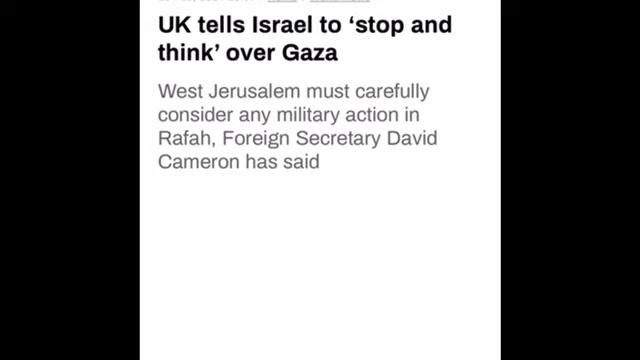 UK tells Israel to ‘stop and
think’ over Gaza
West Jerusalem must carefully
consider any military action in
Rafah, Foreign Secretary David
Cameron has said